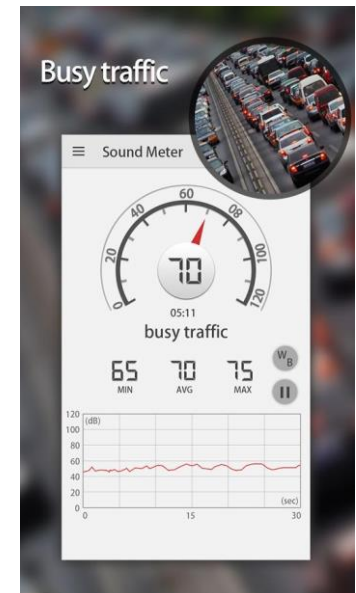 Busy traffic
Sound Meter
0 20 40 60 80 100 120
70
05:11
busy traffic
65 70 75
MIN AVG MAX
W
B
120 (dB)
100
80
60
40
20
0
(sec)
0 15 30